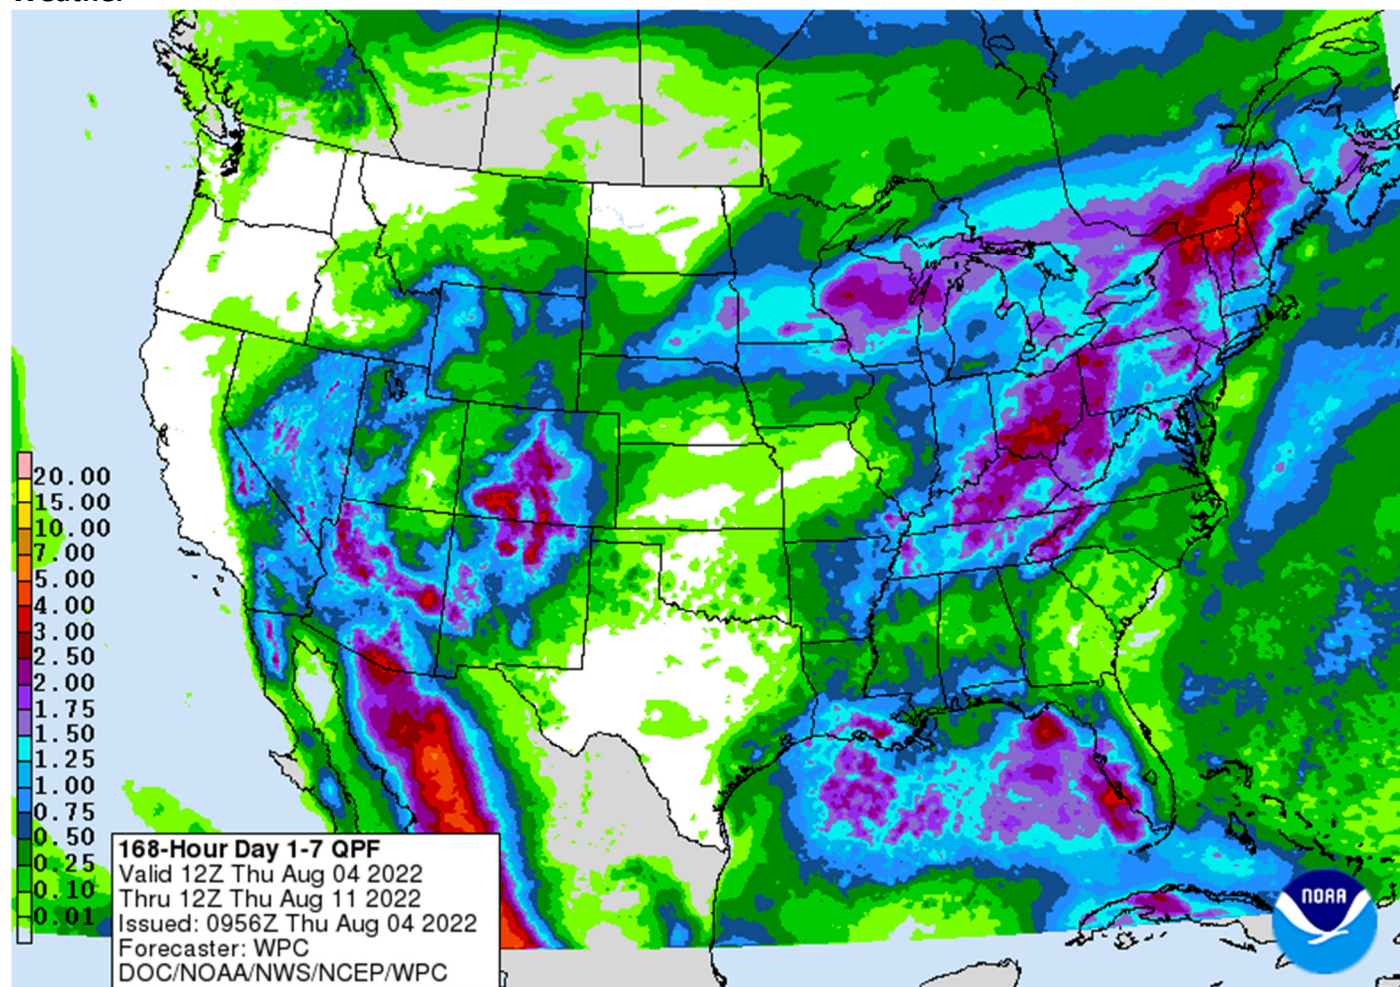 20.00
15.00
10.00
7.00
5.00
4.00
3.00
2.50
2.00
1.75
1.50
1.25
1.00
0.75
0.50
0.25
0.10
0.01
168-Hour Day 1-7 QPF
Valid 12Z Thu Aug 04 2022
Thru 12Z Thu Aug 11 2022
Issued: 0956Z Thu Aug 04 2022
Forecaster: WPC
DOC/NOAA/NWS/NCEP/WPC
NOAA